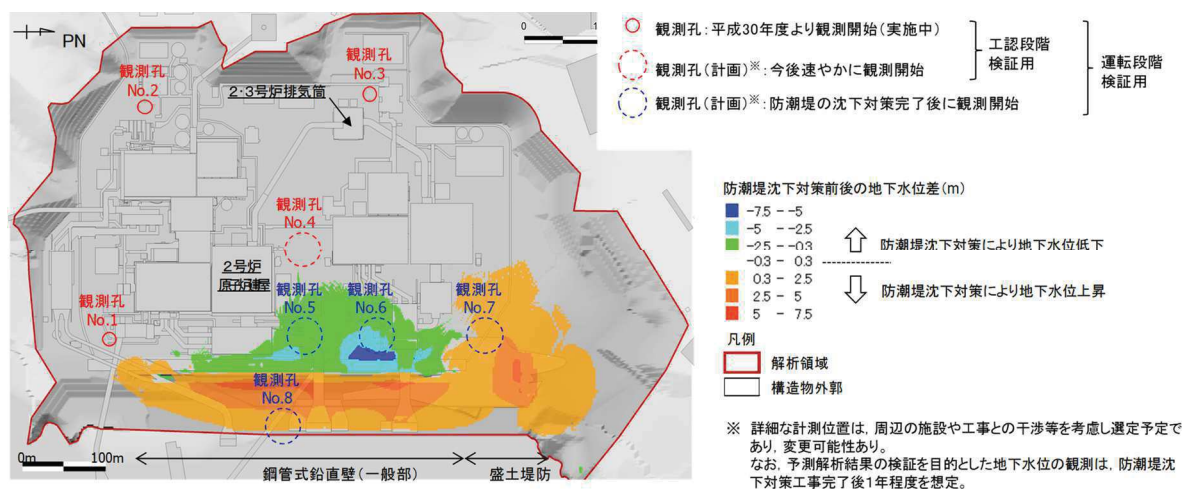 PN
0
1
観測孔
No.2
観測孔
No.3
2・3号炉排気筒
観測孔
No.4
2号炉
原子炉建屋
観測孔
No.1
観測孔
No.5
観測孔
No.6
観測孔
No.7
観測孔
No.8
0m 100m
鋼管式鉛直壁(一般部)
盛土堤防
観測孔:平成30年度より観測開始(実施中)
観測孔(計画)※:今後速やかに観測開始
観測孔(計画)※:防潮堤の沈下対策完了後に観測開始
工認段階
検証用
運転段階
検証用
防潮堤沈下対策前後の地下水位差(m)
-7.5 - -5
-5 - -2.5
-2.5 - -0.3
-0.3 - 0.3
0.3 - 2.5
2.5 - 5
5 - 7.5
防潮堤沈下対策により地下水位低下
防潮堤沈下対策により地下水位上昇
凡例
解析領域
構造物外郭
※ 詳細な計測位置は,周辺の施設や工事との干渉等を考慮し選定予定で
あり,変更可能性あり。
なお,予測解析結果の検証を目的とした地下水位の観測は,防潮堤沈
下対策工事完了後1年程度を想定。